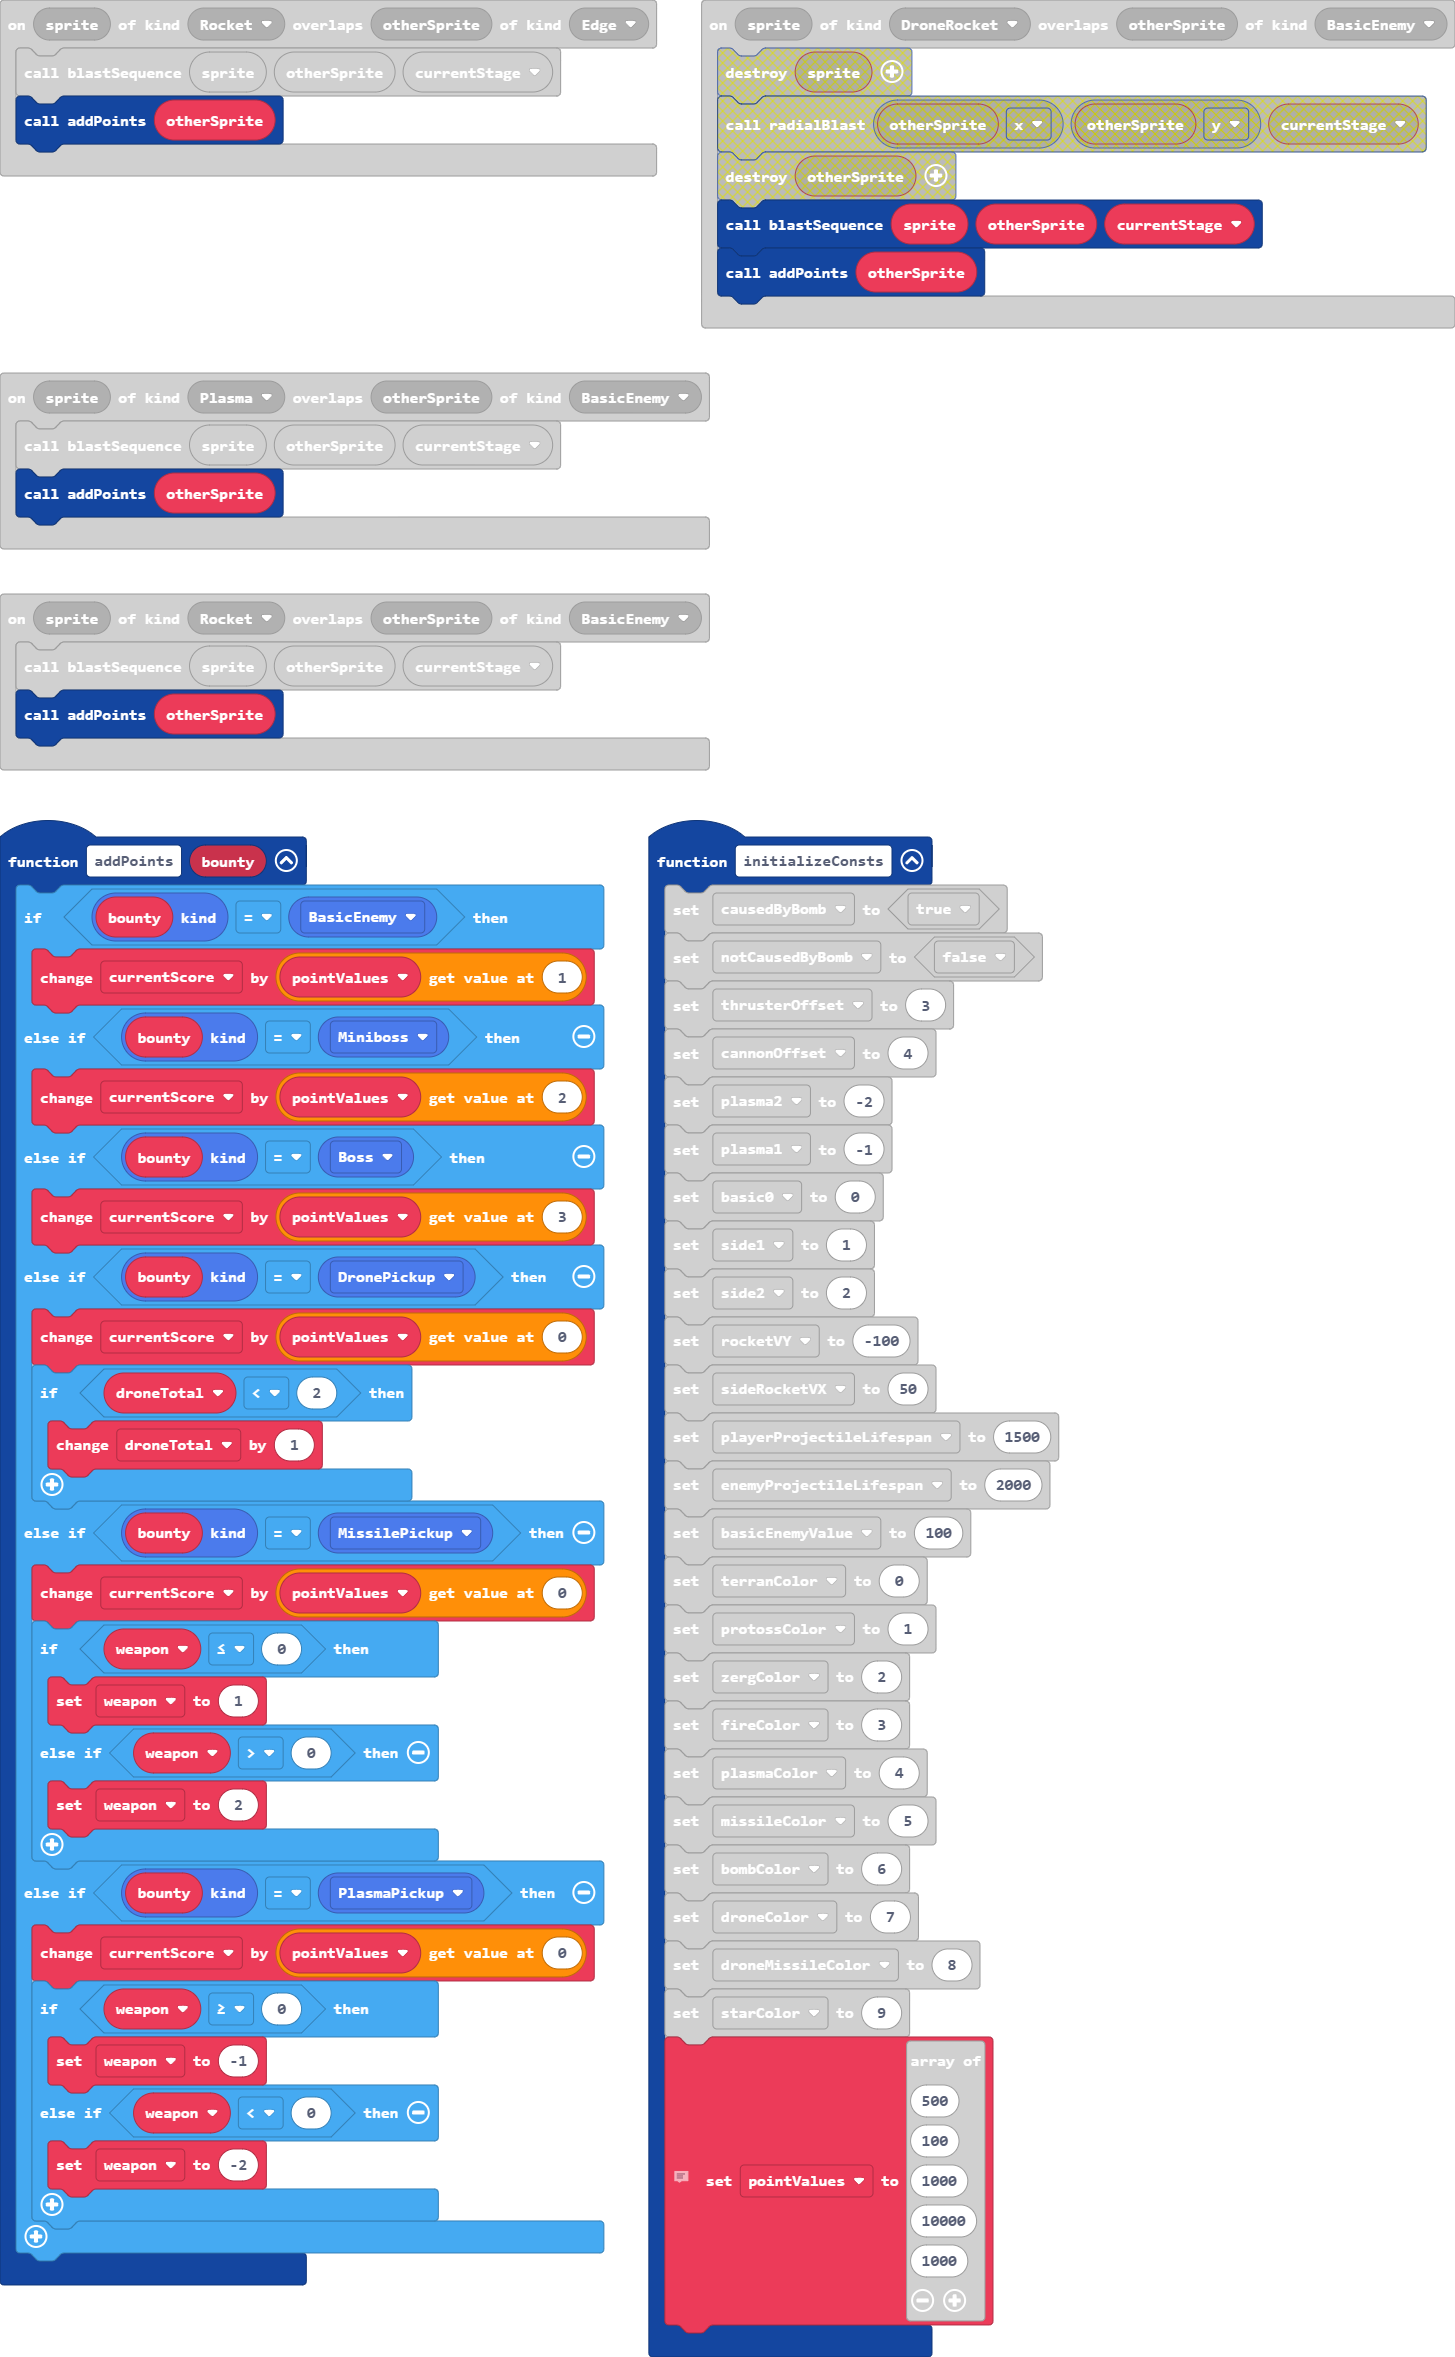 on sprite of kind Rocket overlaps otherSprite of kind Edge
call blastSequence sprite otherSprite currentStage
call addPoints otherSprite
on sprite of kind DroneRocket overlaps otherSprite of kind BasicEnemy
destroy sprite
call radialBlast otherSprite x otherSprite y currentStage
destroy otherSprite
call blastSequence sprite otherSprite currentStage
call addPoints otherSprite
on sprite of kind Plasma overlaps otherSprite of kind BasicEnemy
call blastSequence sprite otherSprite currentStage
call addPoints otherSprite
on sprite of kind Rocket overlaps otherSprite of kind BasicEnemy
call blastSequence sprite otherSprite currentStage
call addPoints otherSprite
function addPoints bounty
if bounty kind = BasicEnemy then
change currentScore by pointValues get value at 1
else if bounty kind = Miniboss then
change currentScore by pointValues get value at 2
else if bounty kind = Boss then
change currentScore by pointValues get value at 3
else if bounty kind = DronePickup then
change currentScore by pointValues get value at 0
if droneTotal < 2 then
change droneTotal by 1
else if bounty kind = MissilePickup then
change currentScore by pointValues get value at 0
if weapon ≤ 0 then
set weapon to 1
else if weapon > 0 then
set weapon to 2
else if bounty kind = PlasmaPickup then
change currentScore by pointValues get value at 0
if weapon ≥ 0 then
set weapon to -1
else if weapon < 0 then
set weapon to -2
function initializeConsts
set causedByBomb to true
set notCausedByBomb to false
set thrusterOffset to 3
set cannonOffset to 4
set plasma2 to -2
set plasma1 to -1
set basic0 to 0
set side1 to 1
set side2 to 2
set rocketVY to -100
set sideRocketVX to 50
set playerProjectileLifespan to 1500
set enemyProjectileLifespan to 2000
set basicEnemyValue to 100
set terranColor to 0
set protossColor to 1
set zergColor to 2
set fireColor to 3
set plasmaColor to 4
set missileColor to 5
set bombColor to 6
set droneColor to 7
set droneMissileColor to 8
set starColor to 9
set pointValues to array of
500
100
1000
10000
1000